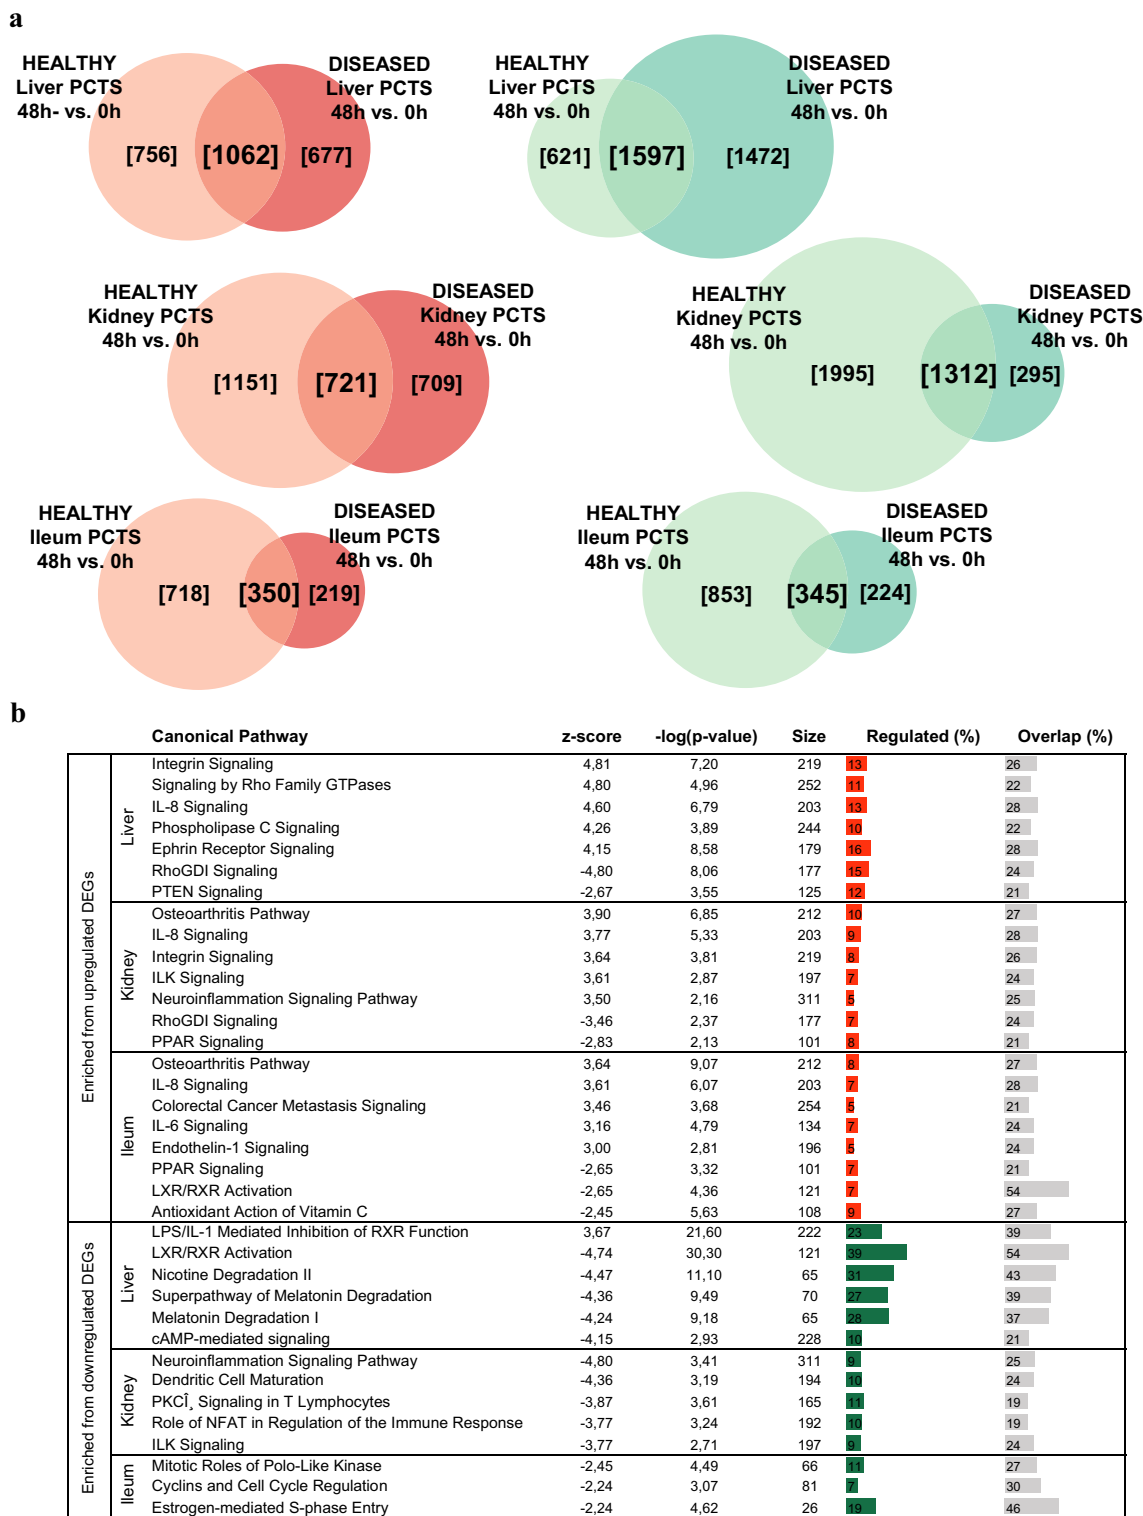 a
HEALTHY
Liver PCTS
48h- vs. 0h
DISEASED
Liver PCTS
48h vs. 0h
[756] [1062] [677]
HEALTHY
Liver PCTS
48h vs. 0h
DISEASED
Liver PCTS
48h vs. 0h
[621] [1597] [1472]
HEALTHY
Kidney PCTS
48h vs. 0h
DISEASED
Kidney PCTS
48h vs. 0h
[1151] [721] [709]
HEALTHY
Kidney PCTS
48h vs. 0h
DISEASED
Kidney PCTS
48h vs. 0h
[1995] [1312] [295]
HEALTHY
Ileum PCTS
48h vs. 0h
DISEASED
Ileum PCTS
48h vs. 0h
[718] [350] [219]
HEALTHY
Ileum PCTS
48h vs. 0h
DISEASED
Ileum PCTS
48h vs. 0h
[853] [345] [224]
b
Canonical Pathway z-score -log(p-value) Size Regulated (%) Overlap (%)
Enriched from upregulated DEGs
Liver
Integrin Signaling 4,81 7,20 219 13 26
Signaling by Rho Family GTPases 4,80 4,96 252 11 22
IL-8 Signaling 4,60 6,79 203 13 28
Phospholipase C Signaling 4,26 3,89 244 10 22
Ephrin Receptor Signaling 4,15 8,58 179 16 28
RhoGDI Signaling -4,80 8,06 177 15 24
PTEN Signaling -2,67 3,55 125 12 21
Kidney
Osteoarthritis Pathway 3,90 6,85 212 10 27
IL-8 Signaling 3,77 5,33 203 9 28
Integrin Signaling 3,64 3,81 219 8 26
ILK Signaling 3,61 2,87 197 7 24
Neuroinflammation Signaling Pathway 3,50 2,16 311 5 25
RhoGDI Signaling -3,46 2,37 177 7 24
PPAR Signaling -2,83 2,13 101 8 21
Ileum
Osteoarthritis Pathway 3,64 9,07 212 8 27
IL-8 Signaling 3,61 6,07 203 7 28
Colorectal Cancer Metastasis Signaling 3,46 3,68 254 5 21
IL-6 Signaling 3,16 4,79 134 7 24
Endothelin-1 Signaling 3,00 2,81 196 5 24
PPAR Signaling -2,65 3,32 101 7 21
LXR/RXR Activation -2,65 4,36 121 7 54
Antioxidant Action of Vitamin C -2,45 5,63 108 9 27
Enriched from downregulated DEGs
Liver
LPS/IL-1 Mediated Inhibition of RXR Function 3,67 21,60 222 23 39
LXR/RXR Activation -4,74 30,30 121 39 54
Nicotine Degradation II -4,47 11,10 65 31 43
Superpathway of Melatonin Degradation -4,36 9,49 70 27 39
Melatonin Degradation I -4,24 9,18 65 28 37
cAMP-mediated signaling -4,15 2,93 228 10 21
Kidney
Neuroinflammation Signaling Pathway -4,80 3,41 311 9 25
Dendritic Cell Maturation -4,36 3,19 194 10 24
PKCÎ¸ Signaling in T Lymphocytes -3,87 3,61 165 11 19
Role of NFAT in Regulation of the Immune Response -3,77 3,24 192 10 19
ILK Signaling -3,77 2,71 197 9 24
Ileum
Mitotic Roles of Polo-Like Kinase -2,45 4,49 66 11 27
Cyclins and Cell Cycle Regulation -2,24 3,07 81 7 30
Estrogen-mediated S-phase Entry -2,24 4,62 26 19 46